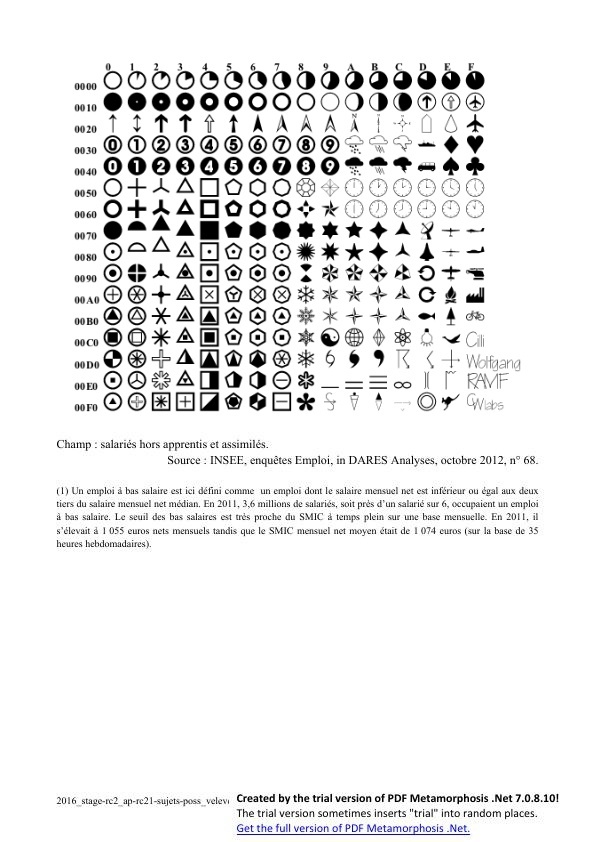 0 1 2 3 4 5 6 7 8 9 A B C D E F
0000
0010
0020 N
0030 0 1 2 3 4 5 6 7 8 9
0040 0 1 2 3 4 5 6 7 8 9
0050
0060
0070
0080
0090
00A0
00B0
00C0 Cilli
00D0 Wolfgang
00E0 RAMF
00F0 GWlabs
Champ : salariés hors apprentis et assimilés.
Source : INSEE, enquêtes Emploi, in DARES Analyses, octobre 2012, n° 68.
(1) Un emploi à bas salaire est ici défini comme un emploi dont le salaire mensuel net est inférieur ou égal aux deux
tiers du salaire mensuel net médian. En 2011, 3,6 millions de salariés, soit près d’un salarié sur 6, occupaient un emploi
à bas salaire. Le seuil des bas salaires est très proche du SMIC à temps plein sur une base mensuelle. En 2011, il
s’élevait à 1 055 euros nets mensuels tandis que le SMIC mensuel net moyen était de 1 074 euros (sur la base de 35
heures hebdomadaires).
2016_stage-rc2_ap-rc21-sujets-poss_velev
Created by the trial version of PDF Metamorphosis .Net 7.0.8.10!
The trial version sometimes inserts "trial" into random places.
Get the full version of PDF Metamorphosis .Net.